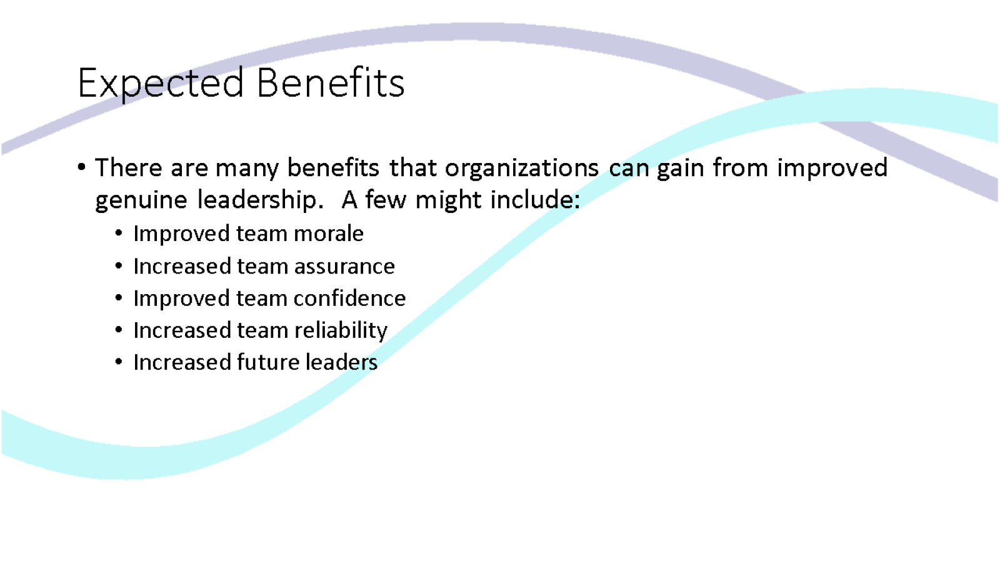 Expected Benefits
• There are many benefits that organizations can gain from improved
genuine leadership.  A few might include:
• Improved team morale
• Increased team assurance
• Improved team confidence
• Increased team reliability
• Increased future leaders